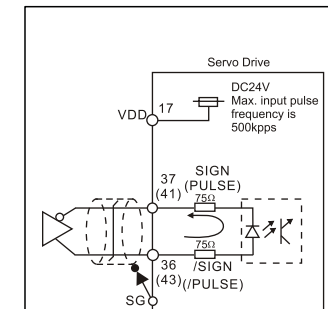 Servo Drive
DC24V
Max. input pulse
frequency is
500kpps
VDD 17
37 SIGN
(41) (PULSE)
75Ω
75Ω
36 /SIGN
(43) (/PULSE)
SG